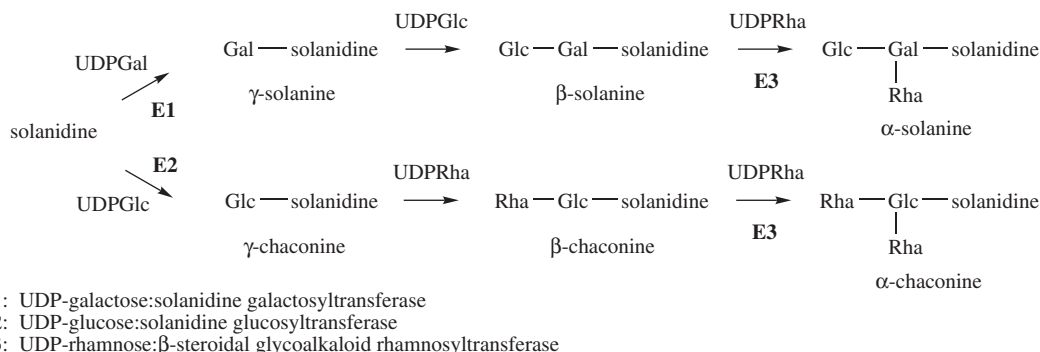 UDPGal
E1
Gal — solanidine
γ-solanine
UDPGlc
Glc — Gal — solanidine
β-solanine
UDPRha
E3
Glc — Gal — solanidine
Rha
α-solanine
solanidine
E2
UDPGlc
Glc — solanidine
γ-chaconine
UDPRha
Rha — Glc — solanidine
β-chaconine
UDPRha
E3
Rha — Glc — solanidine
Rha
α-chaconine
: UDP-galactose:solanidine galactosyltransferase
: UDP-glucose:solanidine glucosyltransferase
: UDP-rhamnose:β-steroidal glycoalkaloid rhamnosyltransferase